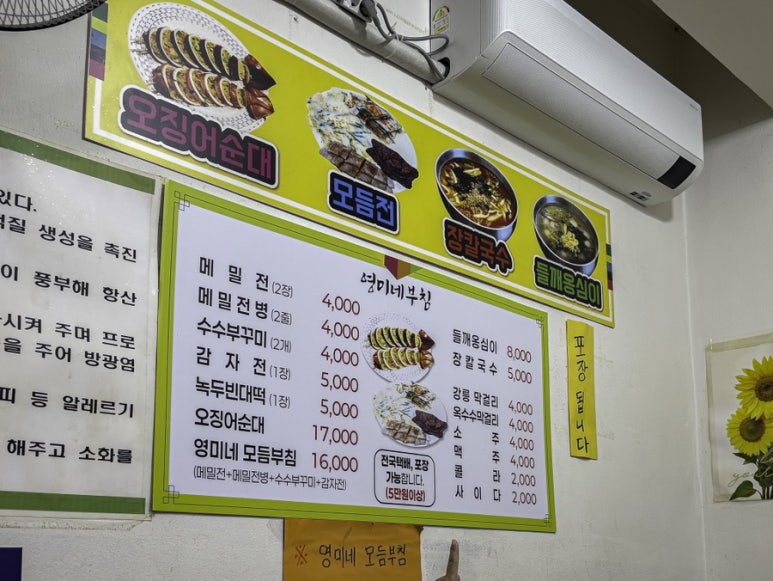 오징어순대
모듬전
장칼국수
들깨옹심이
있다.
적질 생성을 촉진
이 풍부해 항산
시켜 주며 프로
을 주어 방광염
피 등 알레르기
해주고 소화를
영미네부침
메밀전(2장) 4,000
메밀전병(2줄) 4,000
수수부꾸미(2개) 4,000
감자전(1장) 5,000
녹두빈대떡(1장) 5,000
오징어순대 17,000
영미네 모듬부침 16,000
(메밀전+메밀전병+수수부꾸미+감자전)
들깨옹심이 8,000
장칼국수 5,000
강릉 막걸리 4,000
옥수수막걸리 4,000
소주 4,000
맥주 4,000
콜라 2,000
사이다 2,000
전국택배, 포장
가능합니다.
(5만원이상)
포장 됩니다
※ 영미네 모듬부침